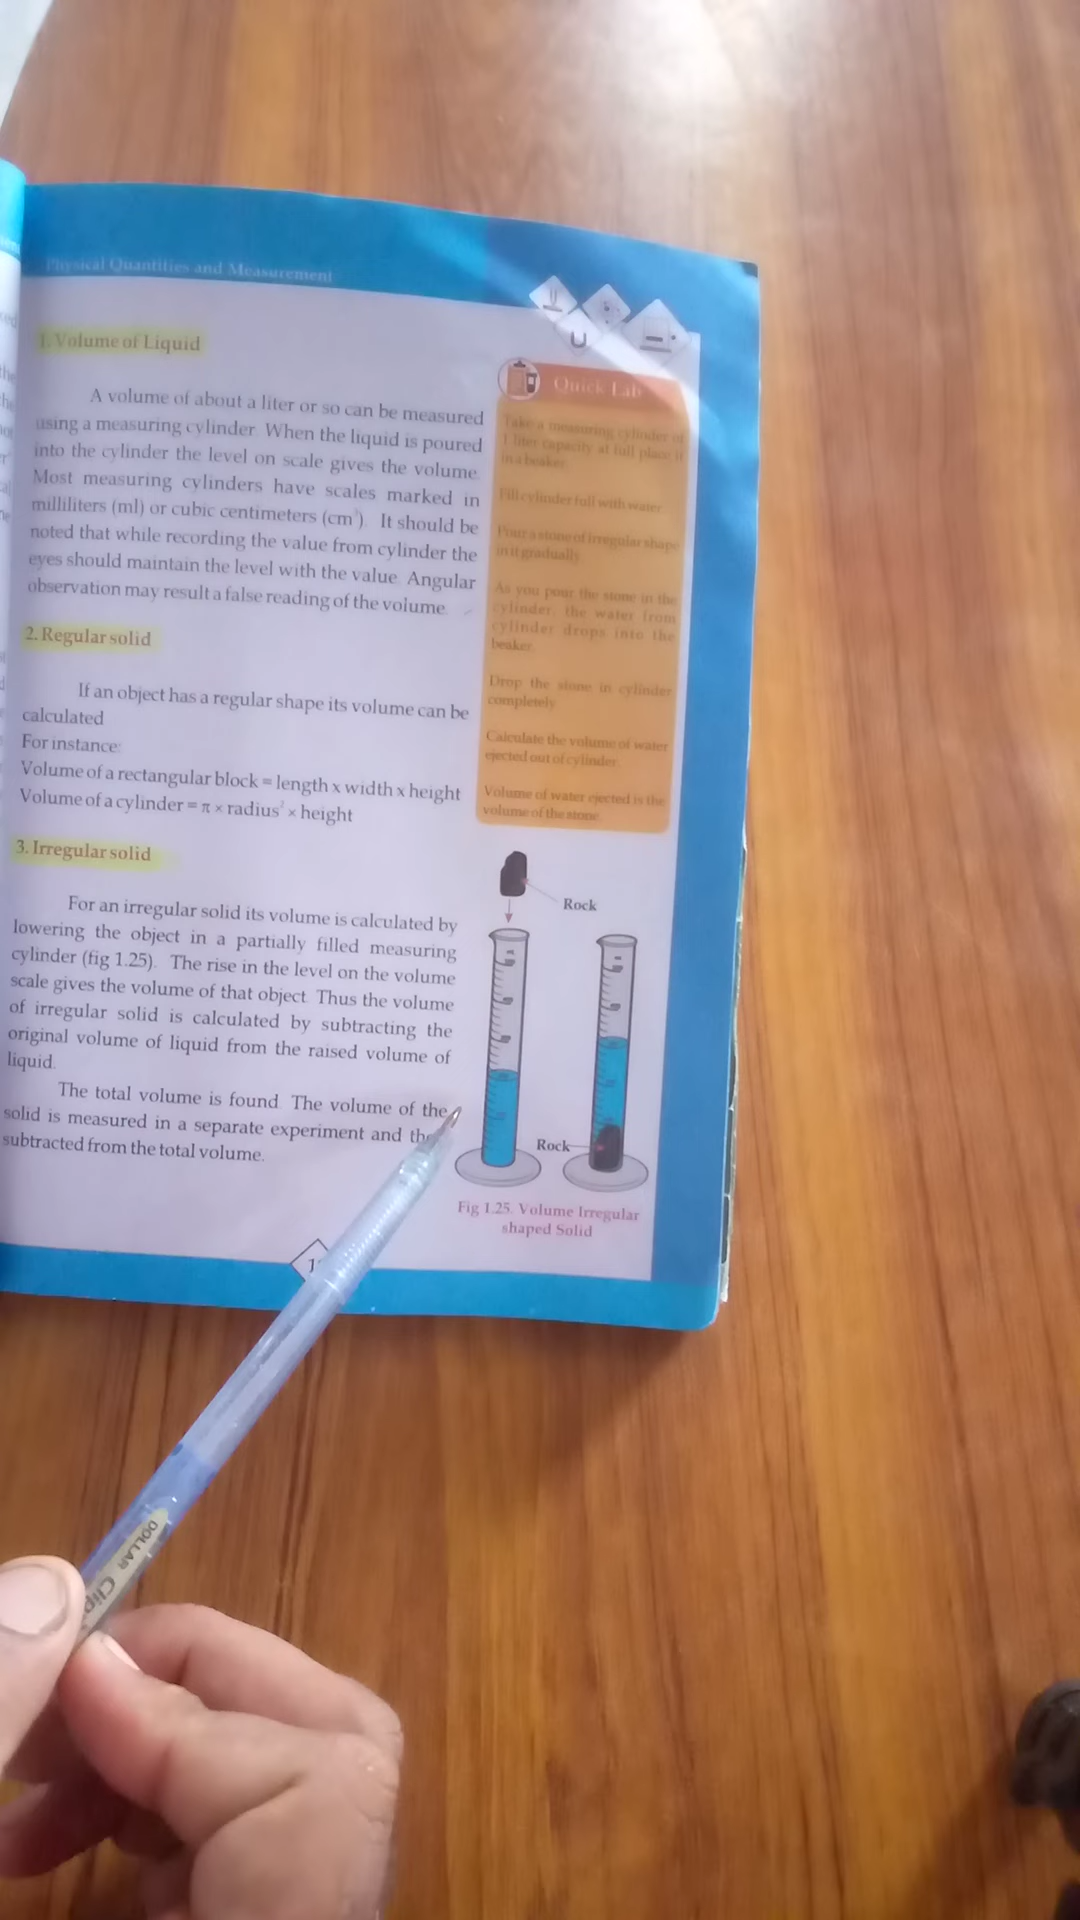 Physical Quantities and Measurement
1. Volume of Liquid
A volume of about a liter or so can be measured
using a measuring cylinder. When the liquid is poured
into the cylinder the level on scale gives the volume.
Most measuring cylinders have scales marked in
milliliters (ml) or cubic centimeters (cm³). It should be
noted that while recording the value from cylinder the
eyes should maintain the level with the value. Angular
observation may result a false reading of the volume.
2. Regular solid
If an object has a regular shape its volume can be
calculated
For instance:
Volume of a rectangular block = length x width x height
Volume of a cylinder = π × radius² × height
3. Irregular solid
For an irregular solid its volume is calculated by
lowering the object in a partially filled measuring
cylinder (fig 1.25). The rise in the level on the volume
scale gives the volume of that object. Thus the volume
of irregular solid is calculated by subtracting the
original volume of liquid from the raised volume of
liquid.
The total volume is found. The volume of the
solid is measured in a separate experiment and
subtracted from the total volume.
Quick Lab
Take a measuring cylinder of
1 liter capacity at full place it
in a beaker.
Fill cylinder full with water.
Pour a stone of irregular shape
in it gradually.
As you pour the stone in the
cylinder, the water from
cylinder drops into the
beaker.
Drop the stone in cylinder
completely.
Calculate the volume of water
ejected out of cylinder.
Volume of water ejected is the
volume of the stone.
Rock
Rock
Fig 1.25. Volume Irregular
shaped Solid
DOLLAR Clip